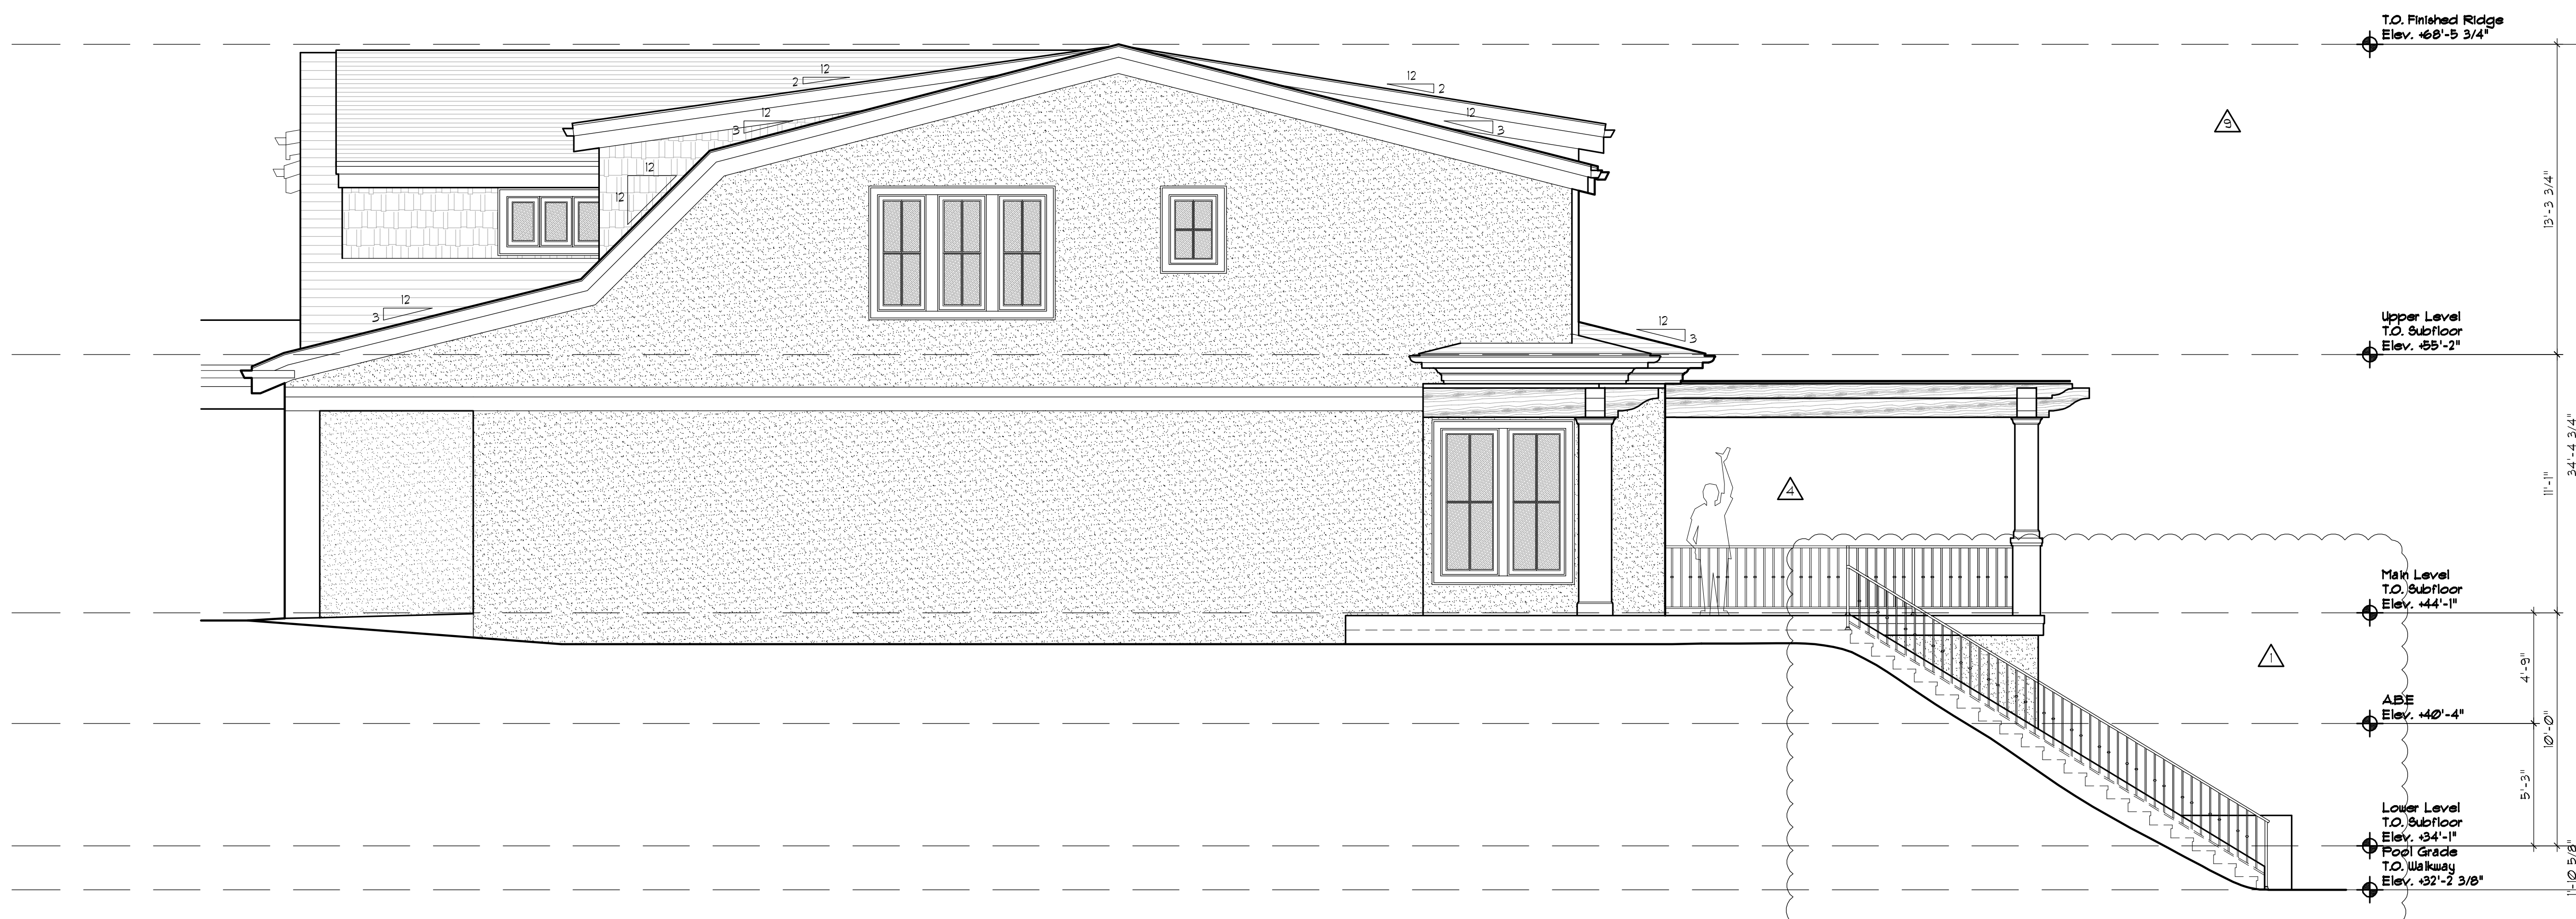 T.O. Finished Ridge
Elev. +68'-5 3/4"
12
2
12
2
12
3
12
3
9
12
12
13'-3 3/4"
12
3
12
3
Upper Level
T.O. Subfloor
Elev. +55'-2"
34'-4 3/4"
11'-1"
4
Main Level
T.O. Subfloor
Elev. +44'-1"
1
4'-9"
A.B.E
Elev. +40'-4"
10'-0"
5'-3"
Lower Level
T.O. Subfloor
Elev. +34'-1"
Pool Grade
T.O. Walkway
Elev. +32'-2 3/8"
1'-10 5/8"